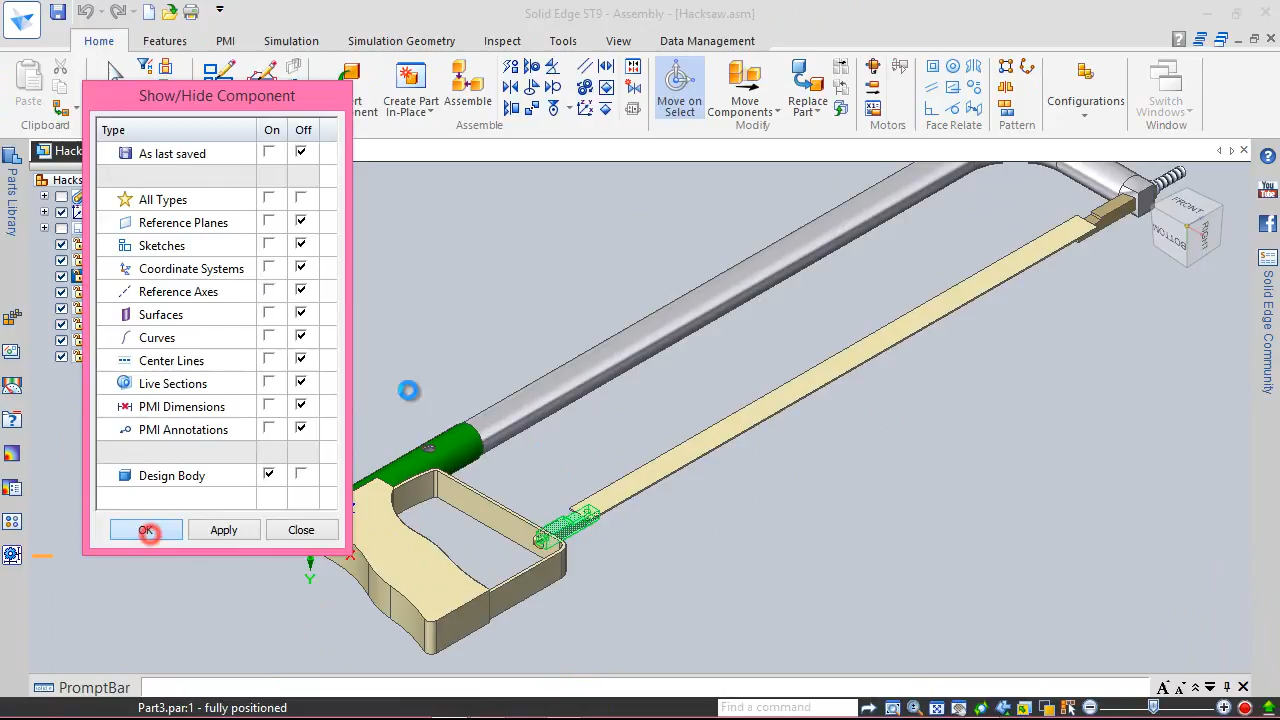 Solid Edge ST9 - Assembly - [Hacksaw.asm]
Home
Features
PMI
Simulation
Simulation Geometry
Inspect
Tools
View
Data Management
Paste
Clipboard
Create Part In-Place
Assemble
Assemble
Move on Select
Move Components
Replace Part
Modify
Motors
Face Relate
Pattern
Configurations
Switch Windows
Window
Show/Hide Component
Type
On
Off
As last saved
All Types
Reference Planes
Sketches
Coordinate Systems
Reference Axes
Surfaces
Curves
Center Lines
Live Sections
PMI Dimensions
PMI Annotations
Design Body
OK
Apply
Close
Parts Library
FRONT
BOTTOM
Y
You Tube
Solid Edge Community
PromptBar
Part3.par:1 - fully positioned
Find a command